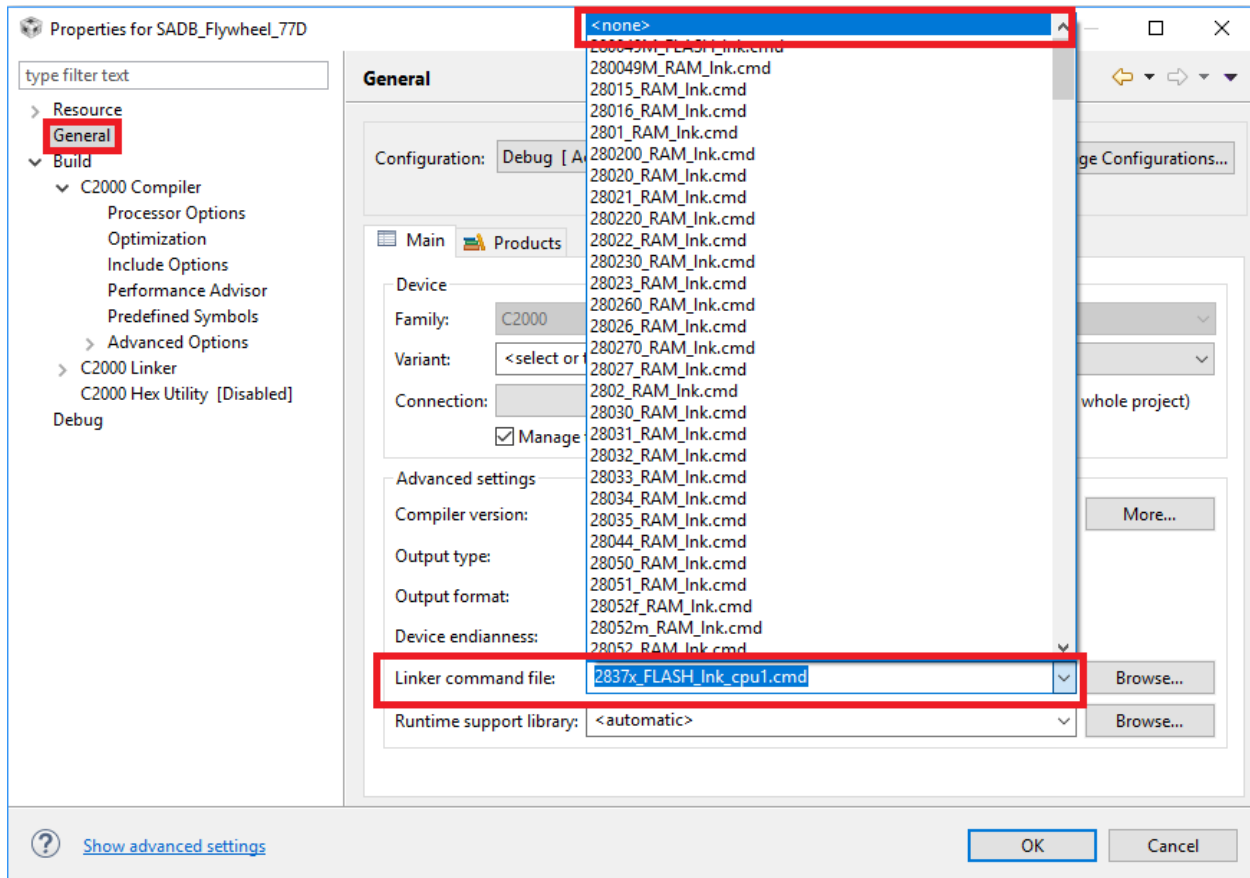 Properties for SADB_Flywheel_77D
type filter text
Resource
General
Build
C2000 Compiler
Processor Options
Optimization
Include Options
Performance Advisor
Predefined Symbols
Advanced Options
C2000 Linker
C2000 Hex Utility [Disabled]
Debug
General
Configuration:
Debug [ A
ge Configurations...
Main
Products
Device
Family:
C2000
Variant:
<select or
Connection:
whole project)
Manage
Advanced settings
Compiler version:
More...
Output type:
Output format:
Device endianness:
Linker command file:
2837x_FLASH_lnk_cpu1.cmd
Browse...
Runtime support library:
<automatic>
Browse...
<none>
280049M_FLASH_lnk.cmd
280049M_RAM_lnk.cmd
28015_RAM_lnk.cmd
28016_RAM_lnk.cmd
2801_RAM_lnk.cmd
280200_RAM_lnk.cmd
28020_RAM_lnk.cmd
28021_RAM_lnk.cmd
280220_RAM_lnk.cmd
28022_RAM_lnk.cmd
280230_RAM_lnk.cmd
28023_RAM_lnk.cmd
280260_RAM_lnk.cmd
28026_RAM_lnk.cmd
280270_RAM_lnk.cmd
28027_RAM_lnk.cmd
2802_RAM_lnk.cmd
28030_RAM_lnk.cmd
28031_RAM_lnk.cmd
28032_RAM_lnk.cmd
28033_RAM_lnk.cmd
28034_RAM_lnk.cmd
28035_RAM_lnk.cmd
28044_RAM_lnk.cmd
28050_RAM_lnk.cmd
28051_RAM_lnk.cmd
28052f_RAM_lnk.cmd
28052m_RAM_lnk.cmd
28052_RAM_lnk.cmd
Show advanced settings
OK
Cancel